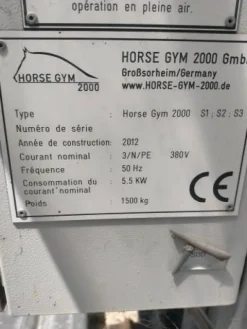 opération en plein air.
HORSE GYM
2000
HORSE GYM 2000 Gmb
Großsorheim/Germany
www.HORSE-GYM-2000.de
Type : Horse Gym 2000 S1; S2; S3
Numéro de série :
Année de construction: 2012
Courant nominal : 3/N/PE 380V
Fréquence : 50 Hz
Consommation du courant nominal : 5.5 KW
Poids : 1500 kg
CE